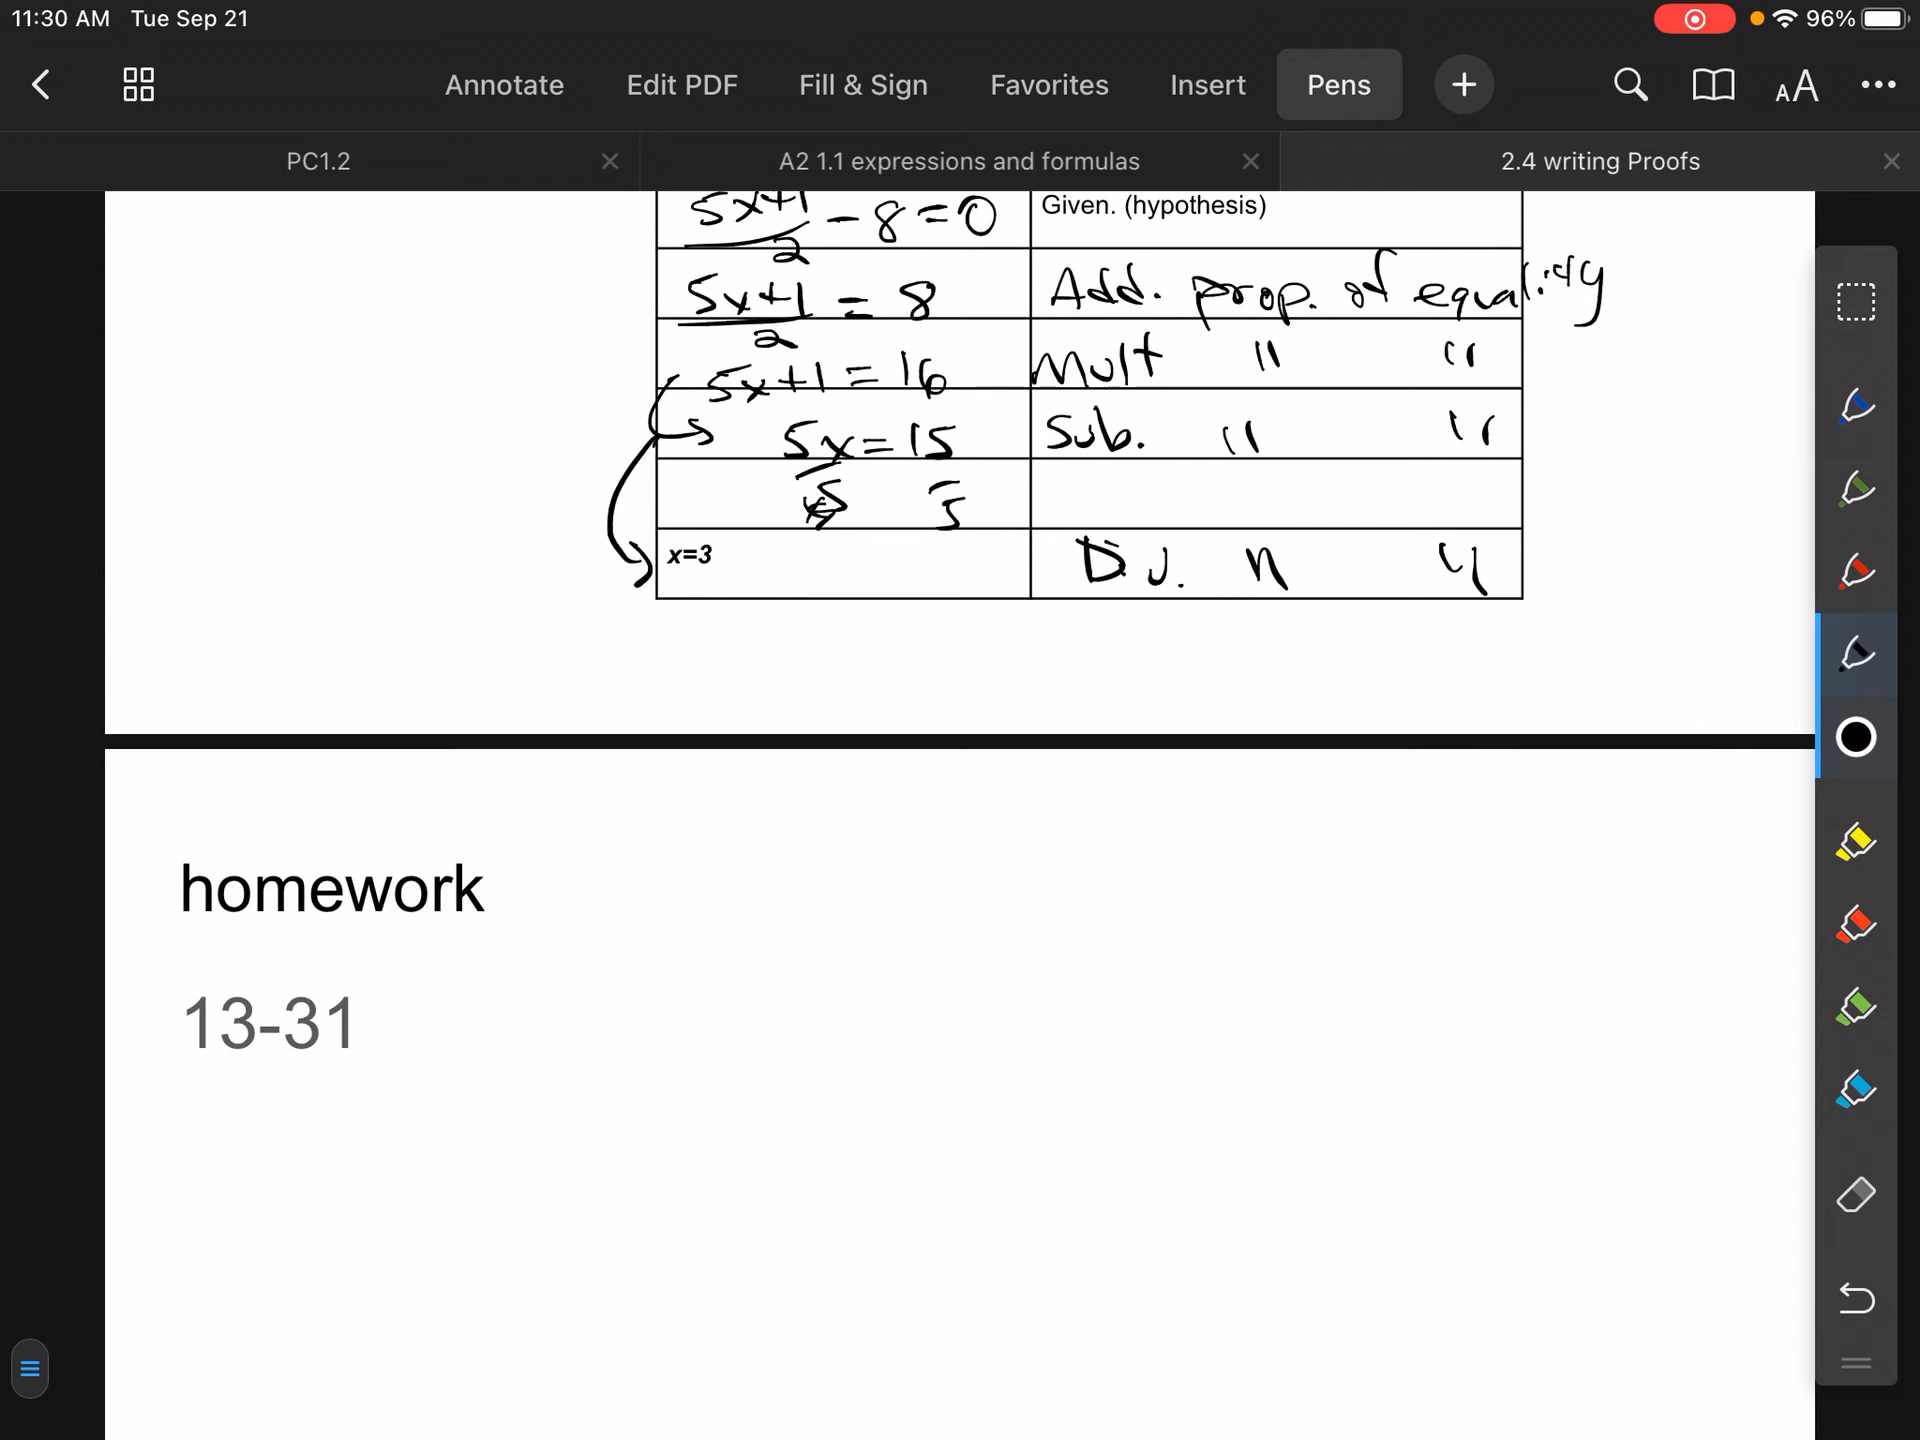 11:30 AM Tue Sep 21 96%
Annotate Edit PDF Fill & Sign Favorites Insert Pens + AA
PC1.2 × A2 1.1 expressions and formulas × 2.4 writing Proofs ×
5x+1/2 - 8 = 0 Given. (hypothesis)
5x+1/2 = 8 Add. prop. of equality
5x+1 = 16 Mult " "
5x = 15 Sub. " "
5 5
x=3 Div. " "
homework
13-31